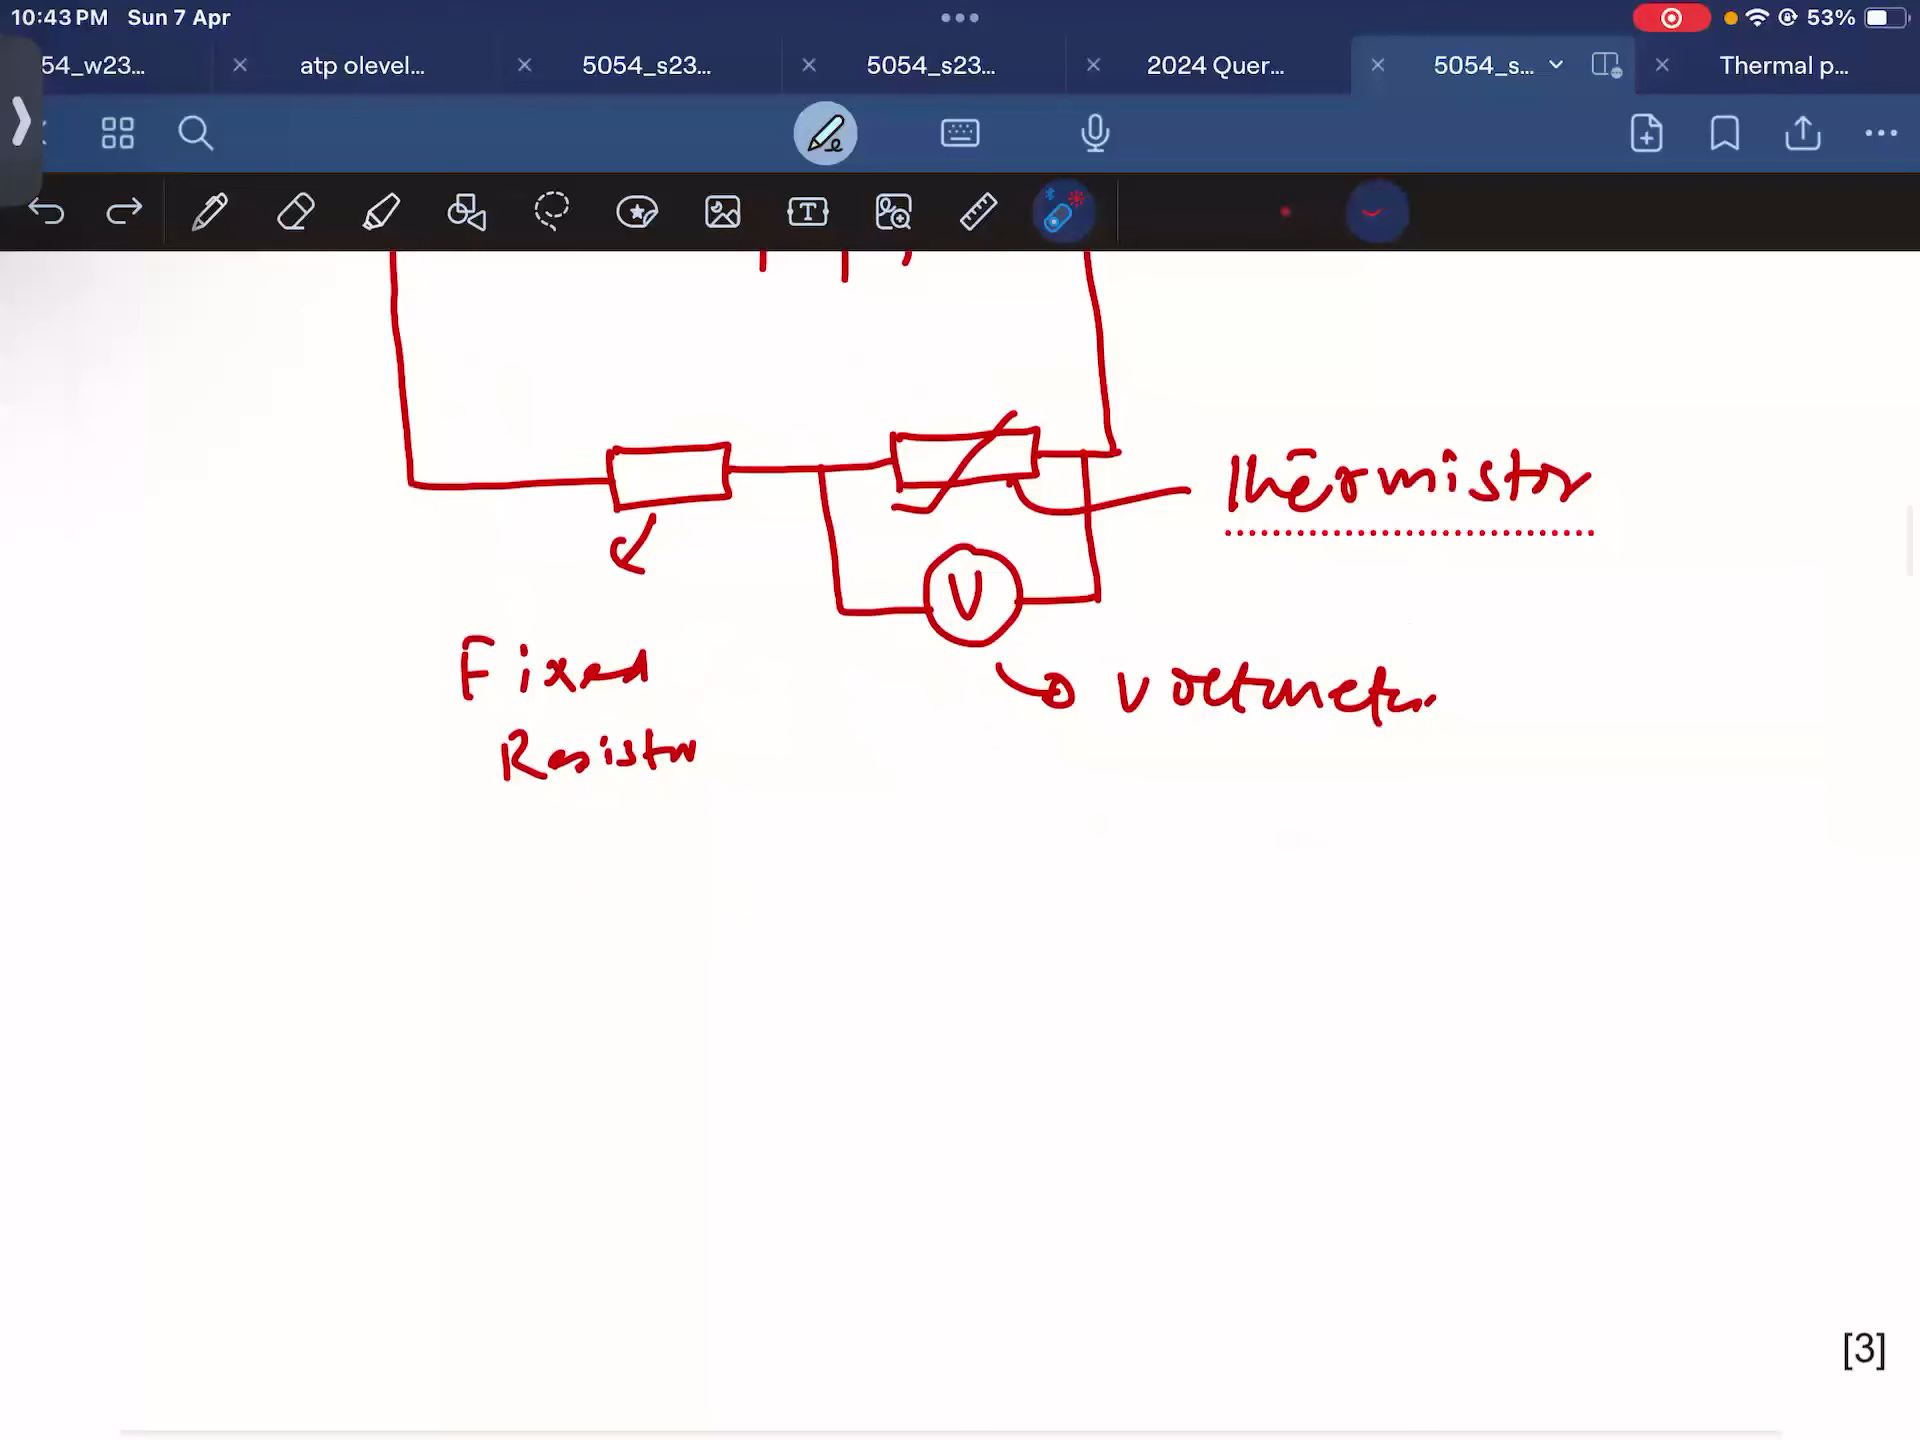 10:43 PM Sun 7 Apr
53%
54_w23...
atp olevel...
5054_s23...
5054_s23...
2024 Quer...
5054_s...
Thermal p...
Thermistor
V
Fixed
Resistor
Voltmeter
[3]